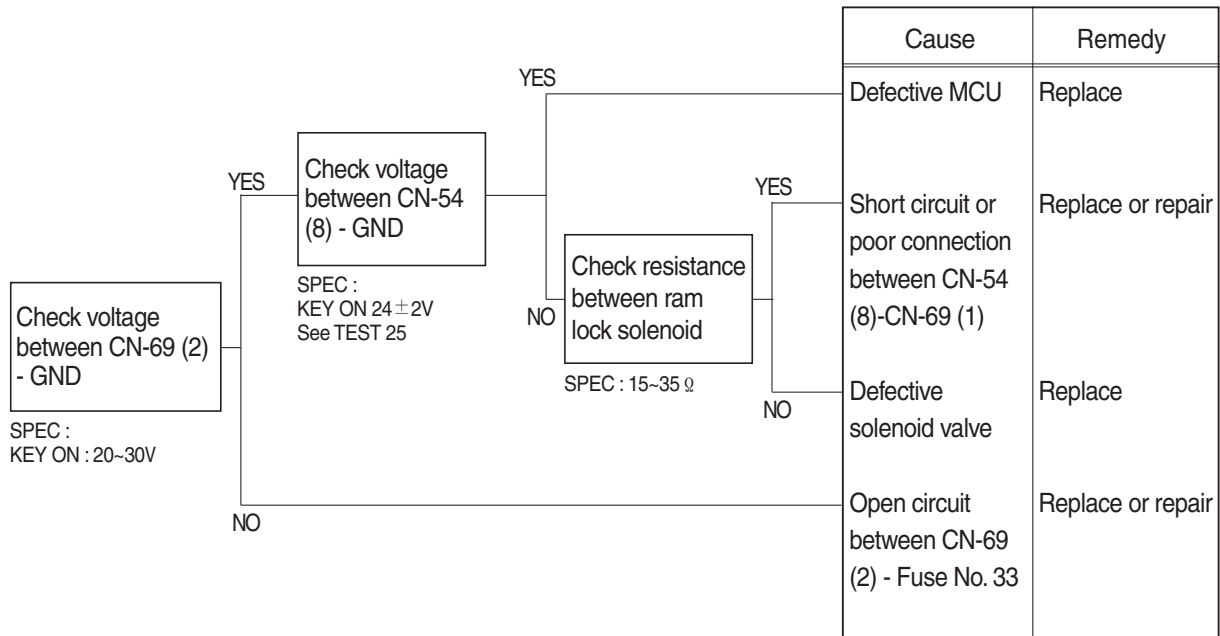 Check voltage
between CN-69 (2)
- GND
SPEC :
KEY ON : 20~30V
YES
NO
Check voltage
between CN-54
(8) - GND
SPEC :
KEY ON 24±2V
See TEST 25
YES
NO
Check resistance
between ram
lock solenoid
SPEC : 15~35 Ω
YES
NO
Cause Remedy
Defective MCU Replace
Short circuit or Replace or repair
poor connection
between CN-54
(8)-CN-69 (1)
Defective Replace
solenoid valve
Open circuit Replace or repair
between CN-69
(2) - Fuse No. 33